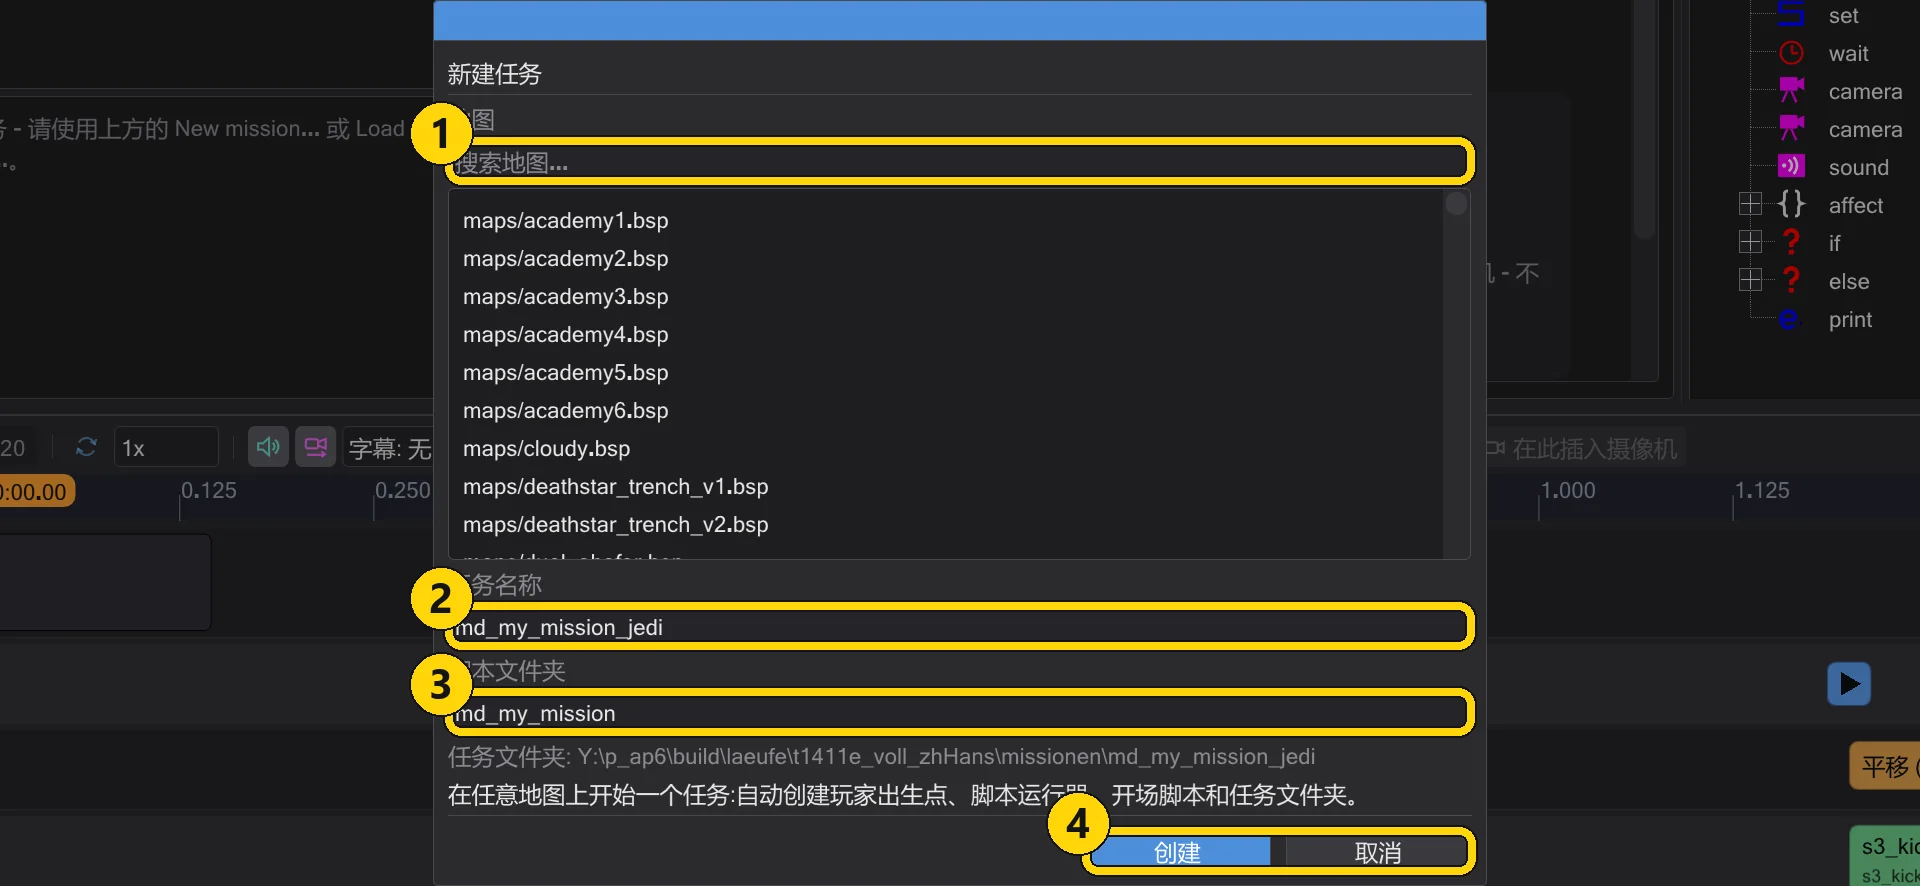 新建任务
图
1
搜索地图...
maps/academy1.bsp
maps/academy2.bsp
maps/academy3.bsp
maps/academy4.bsp
maps/academy5.bsp
maps/academy6.bsp
maps/cloudy.bsp
maps/deathstar_trench_v1.bsp
maps/deathstar_trench_v2.bsp
务名称
2
md_my_mission_jedi
本文件夹
3
md_my_mission
任务文件夹: Y:\p_ap6\build\laeufe\t1411e_voll_zhHans\missionen\md_my_mission_jedi
在任意地图上开始一个任务:自动创建玩家出生点、脚本运行器、开场脚本和任务文件夹。
4
创建 取消
- 请使用上方的 New mission... 或 Load
...。
- 不
set
wait
camera
camera
sound
affect
if
else
print
20
1x
字幕: 无
在此插入摄像机
0:00.00
0.125
0.250
1.000
1.125
平移 (
s3_kic
s3_kick